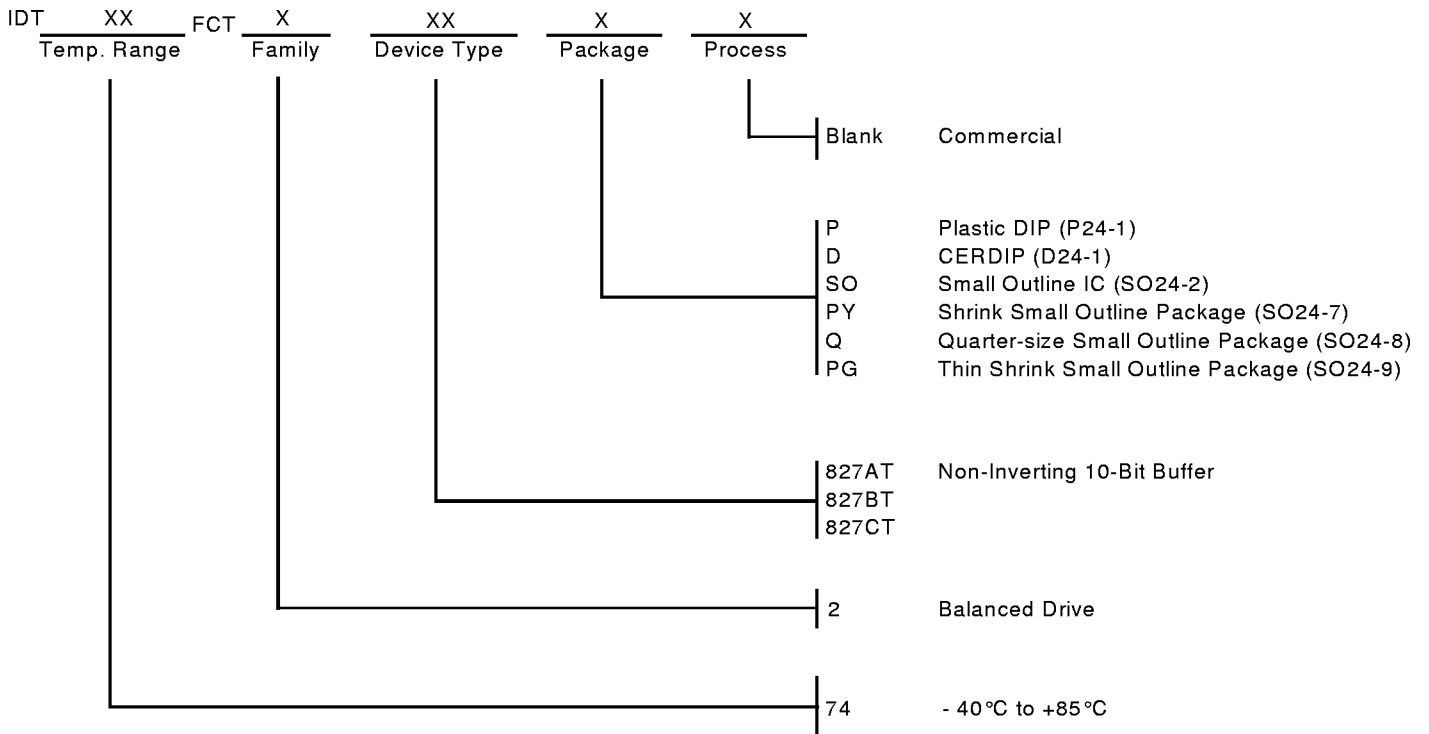 IDT XX FCT X XX X X
Temp. Range Family Device Type Package Process
Blank Commercial
P Plastic DIP (P24-1)
D CERDIP (D24-1)
SO Small Outline IC (SO24-2)
PY Shrink Small Outline Package (SO24-7)
Q Quarter-size Small Outline Package (SO24-8)
PG Thin Shrink Small Outline Package (SO24-9)
827AT Non-Inverting 10-Bit Buffer
827BT
827CT
2 Balanced Drive
74 - 40°C to +85°C